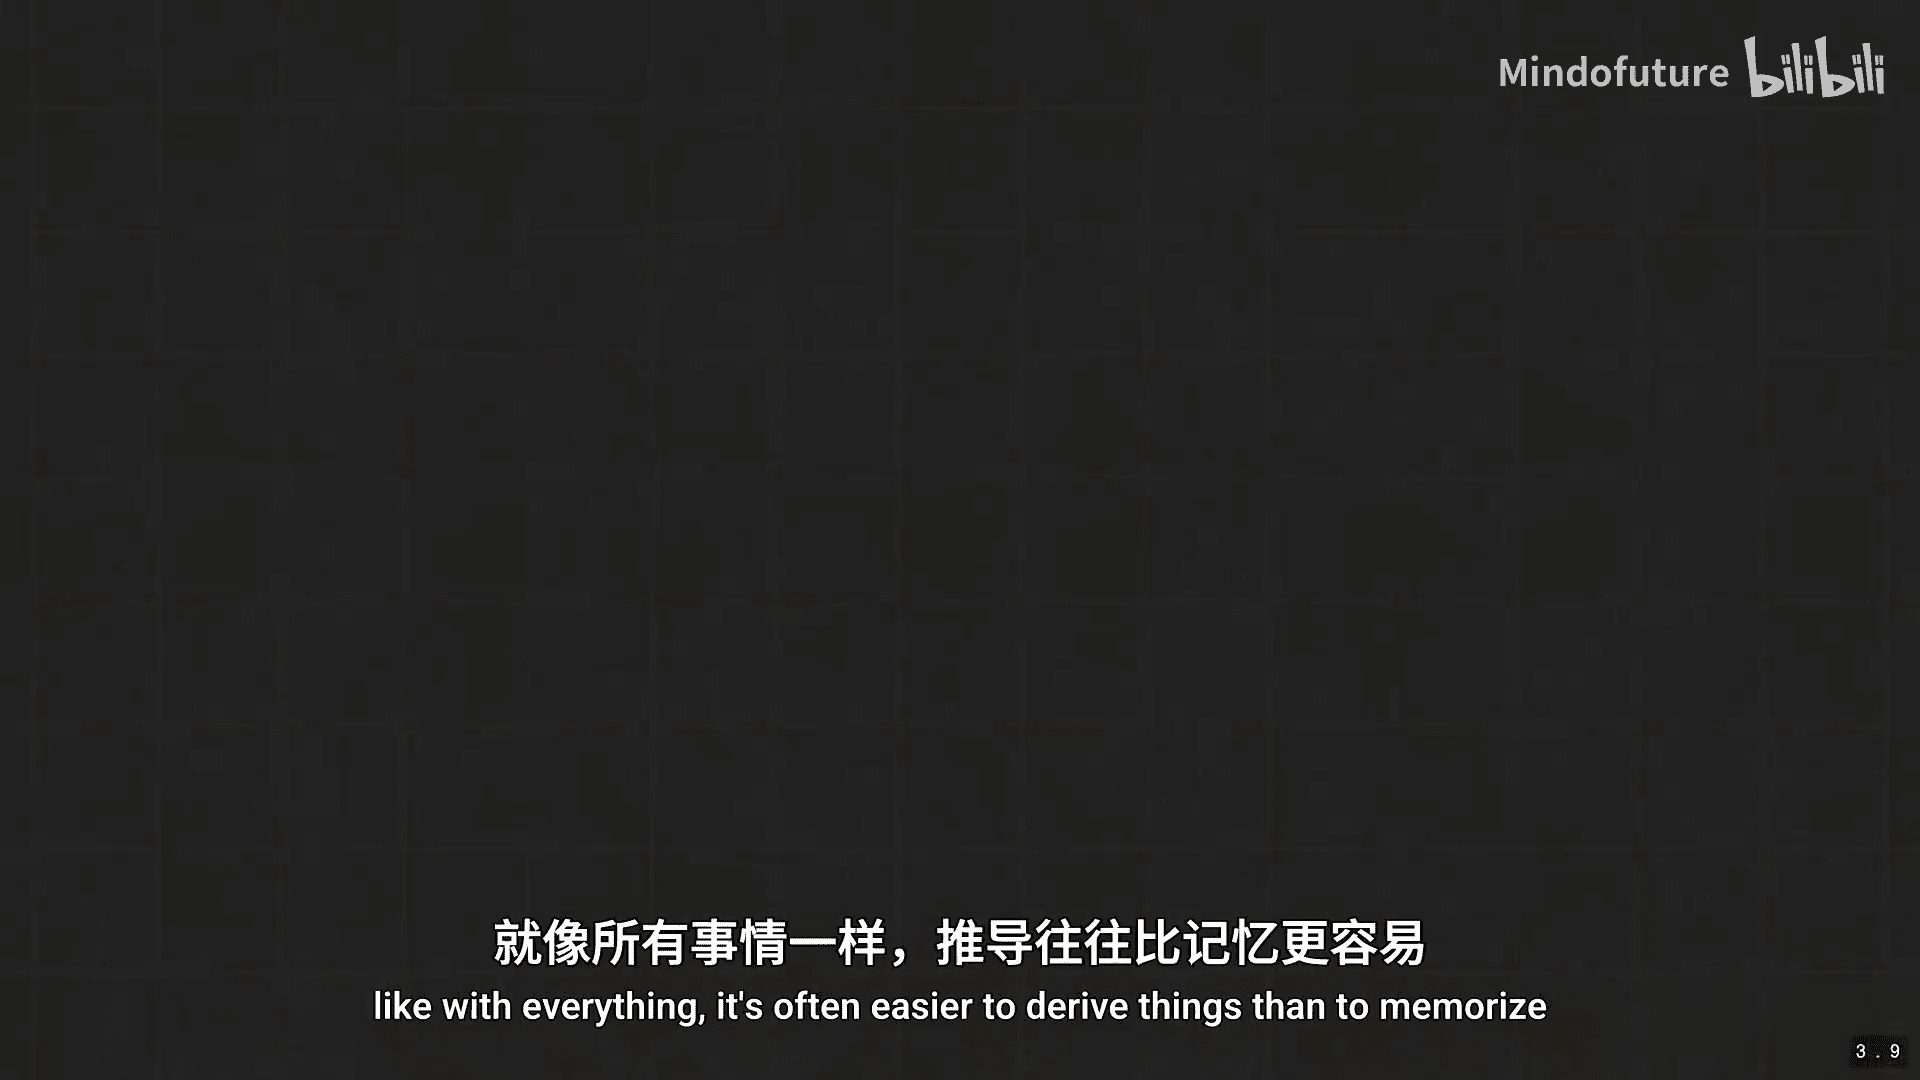 Mindofuture bilibili
就像所有事情一样，推导往往比记忆更容易
like with everything, it's often easier to derive things than to memorize
3 . 9